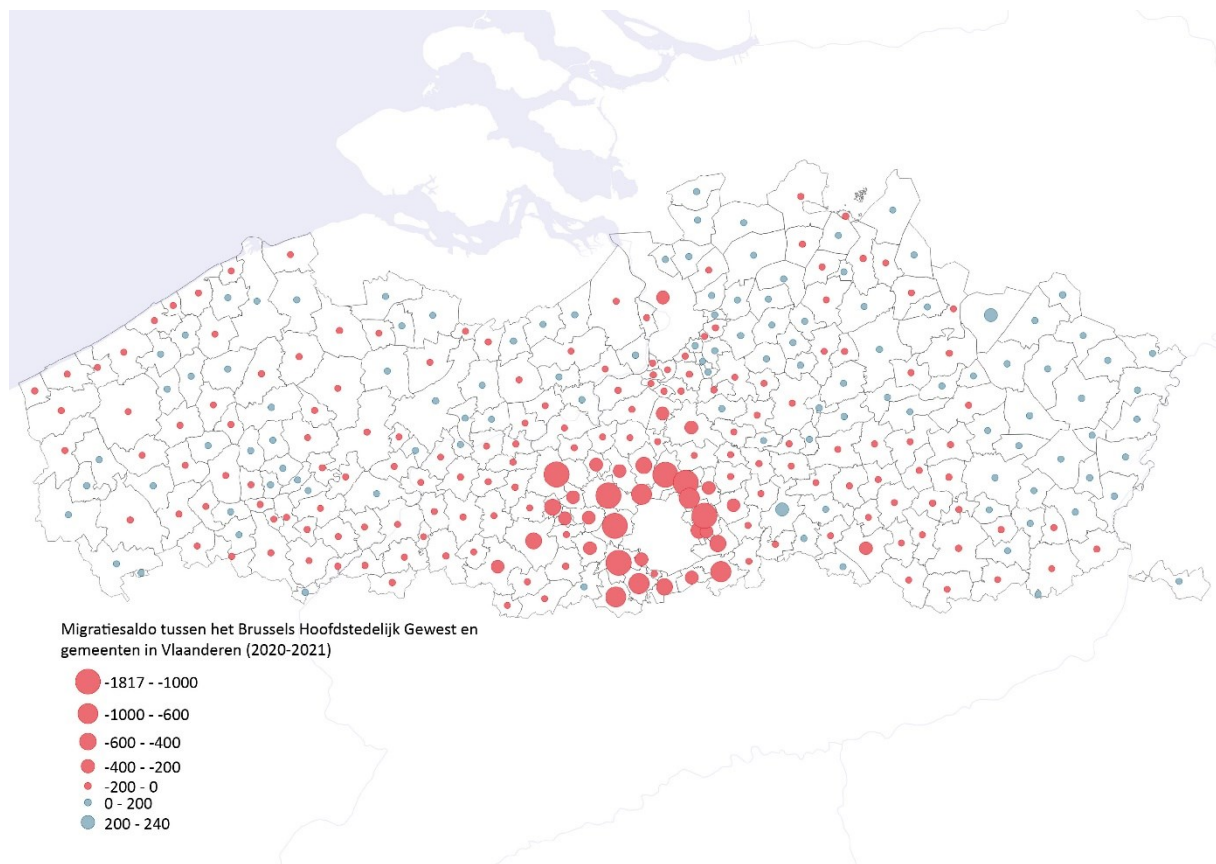 Migratiesaldo tussen het Brussels Hoofdstedelijk Gewest en
gemeenten in Vlaanderen (2020-2021)
-1817 - -1000
-1000 - -600
-600 - -400
-400 - -200
-200 - 0
0 - 200
200 - 240